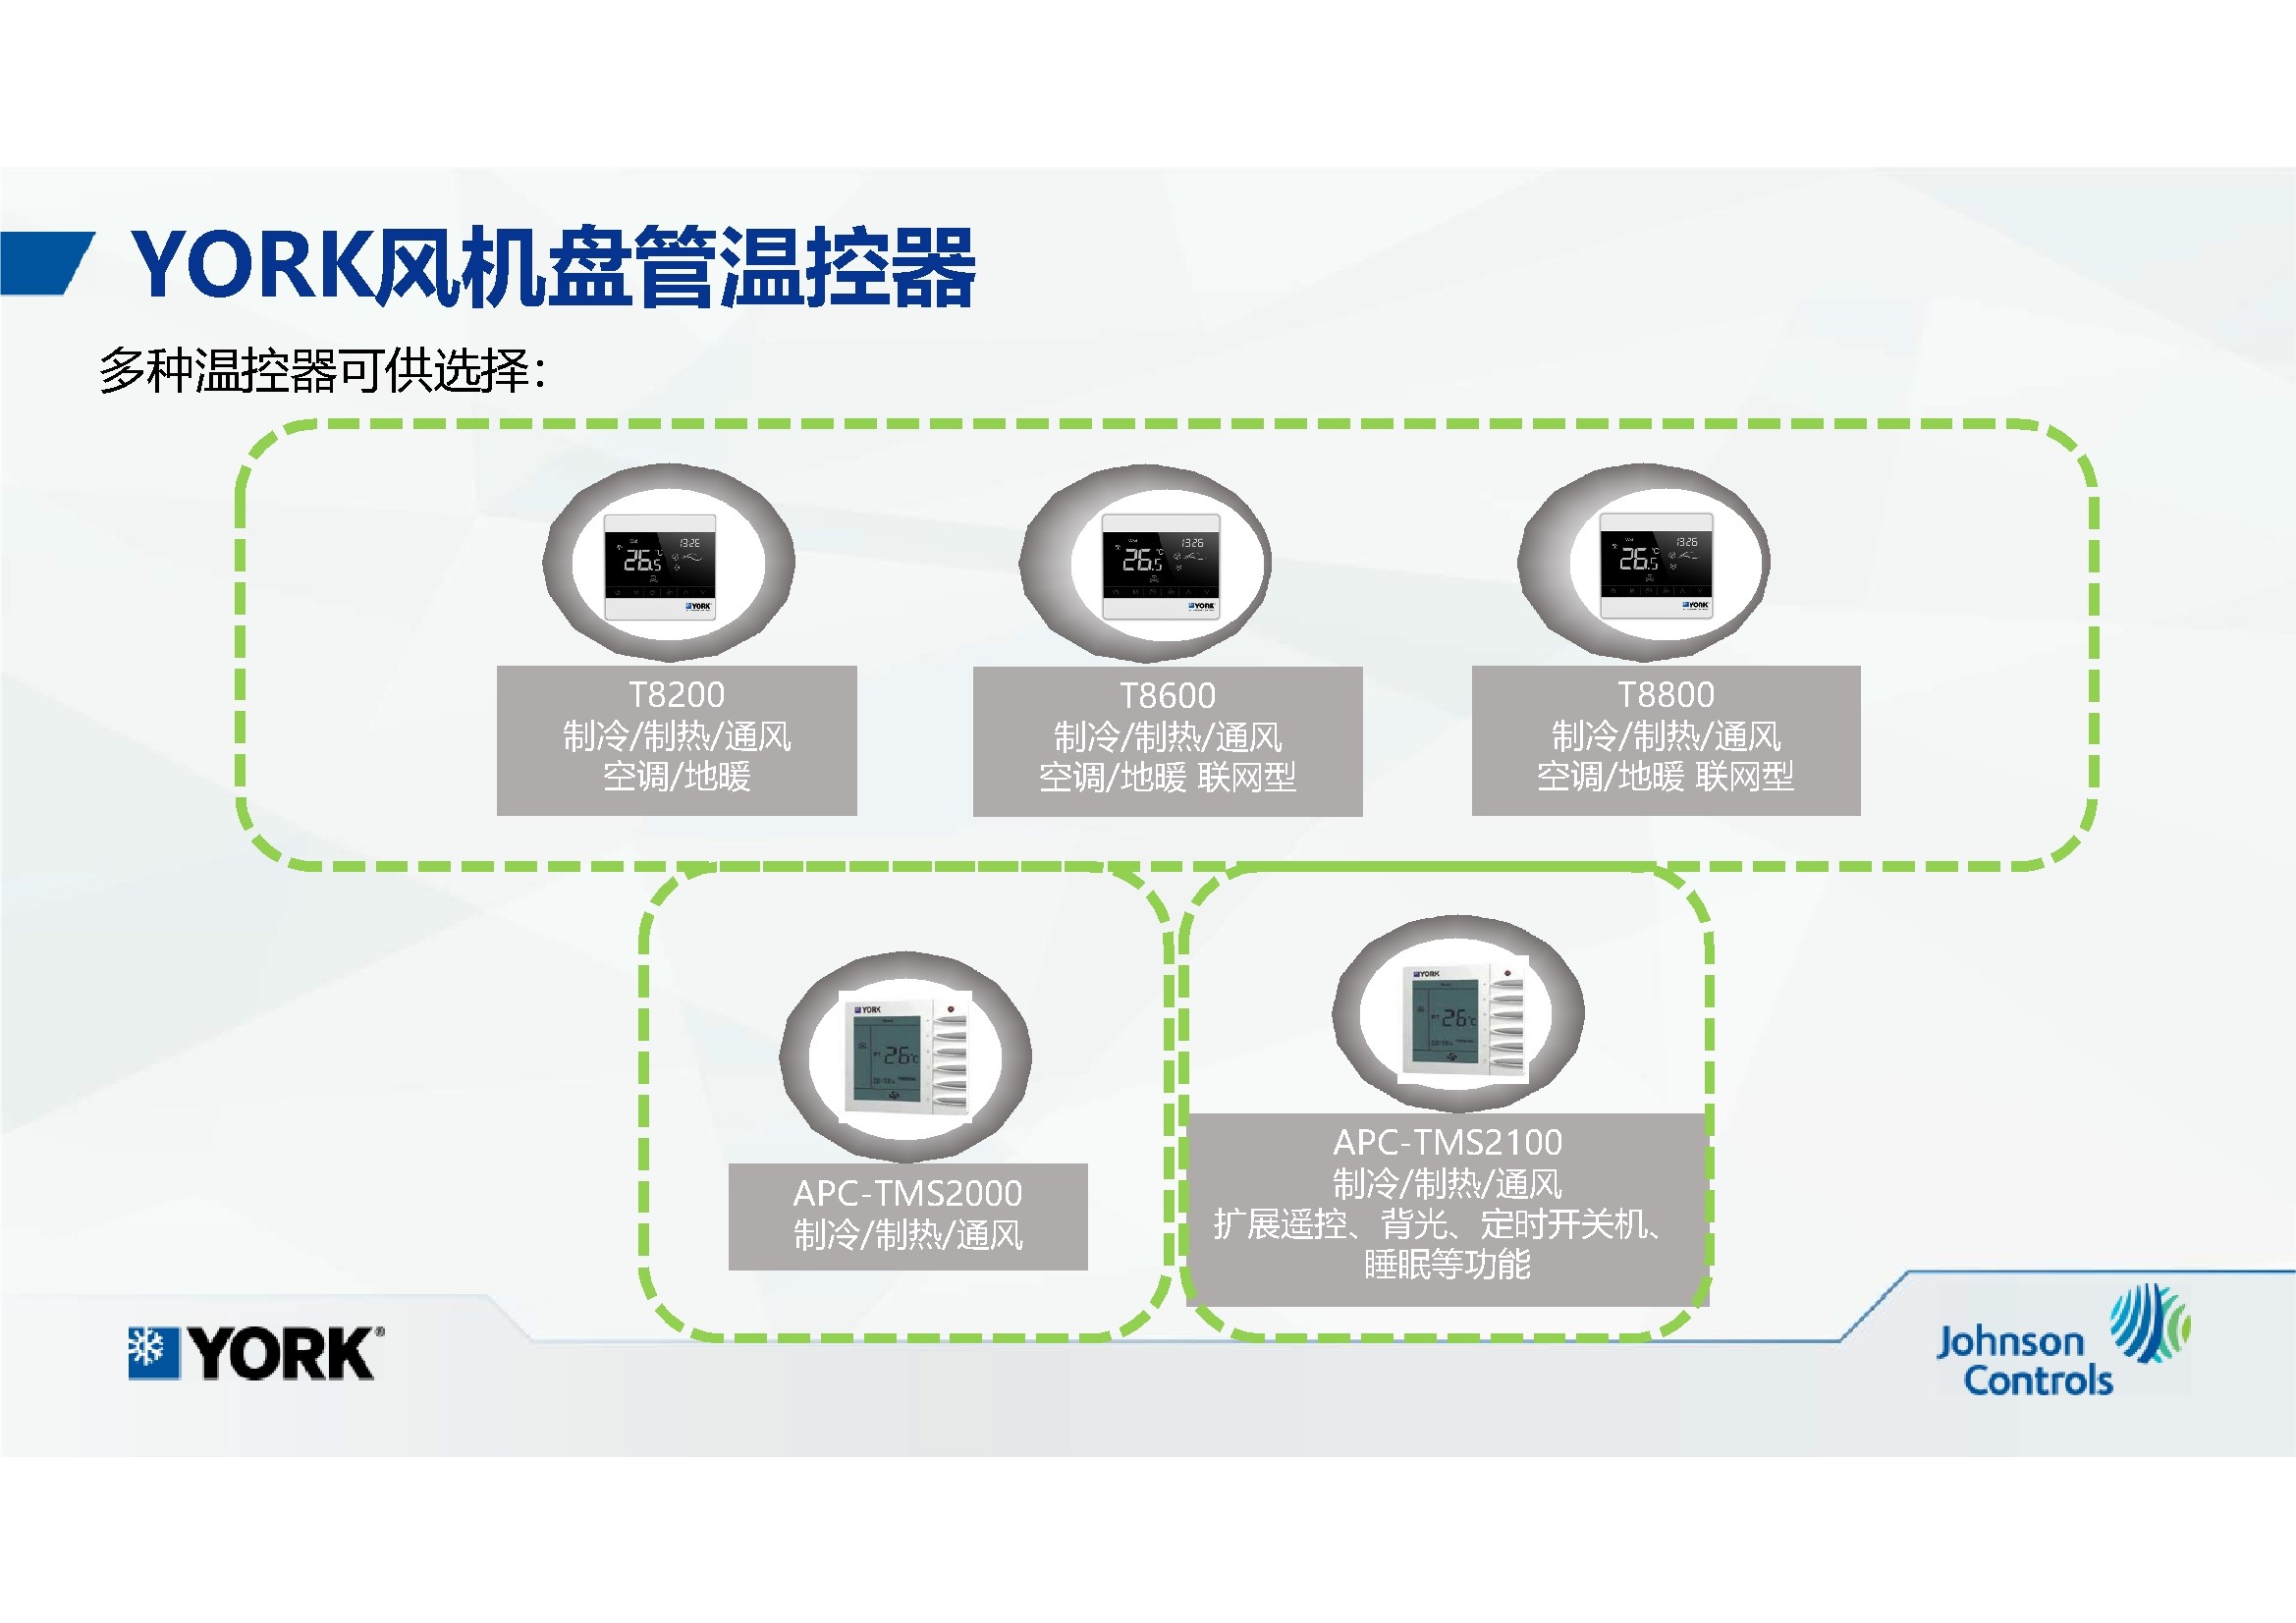 YORK风机盘管温控器
多种温控器可供选择：
Wed 13:26
26.5℃
YORK
13:26
26.5℃
YORK
13:26
26.5℃
YORK
T8200
制冷/制热/通风
空调/地暖
T8600
制冷/制热/通风
空调/地暖 联网型
T8800
制冷/制热/通风
空调/地暖 联网型
YORK
26℃
YORK
26℃
APC-TMS2000
制冷/制热/通风
APC-TMS2100
制冷/制热/通风
扩展遥控、背光、定时开关机、
睡眠等功能
YORK®
Johnson
Controls